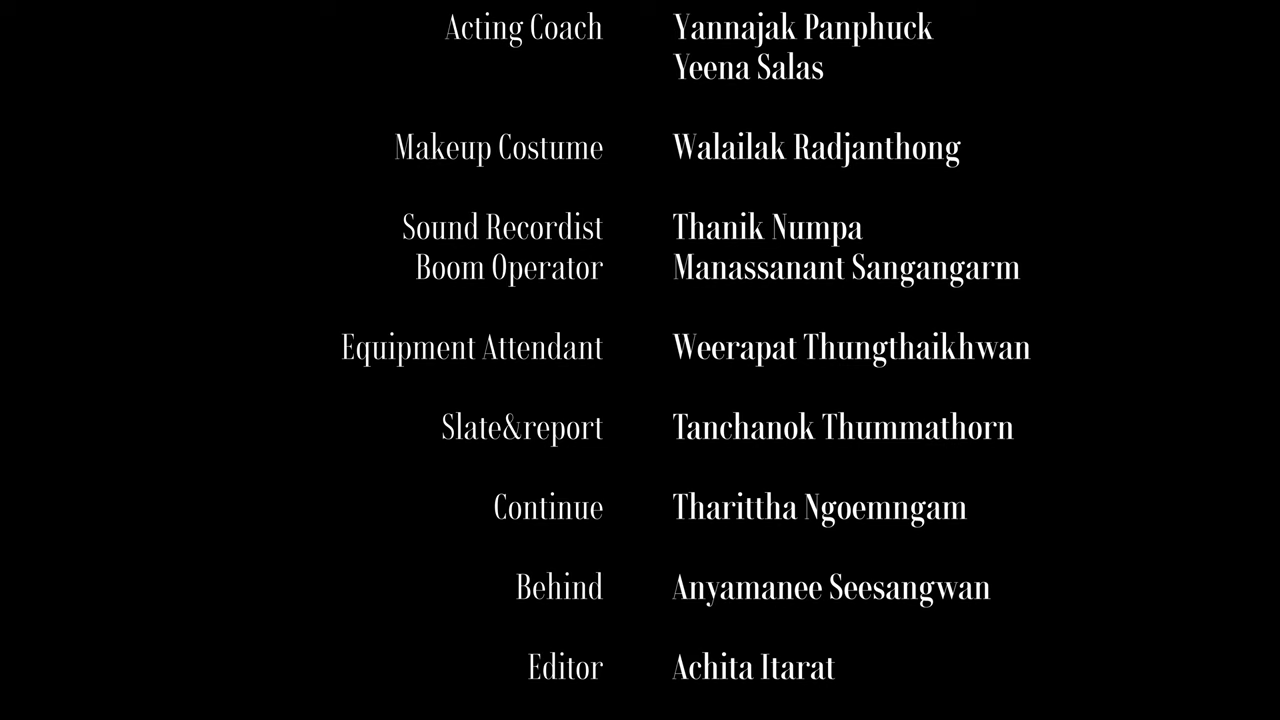 Acting Coach Yannajak Panphuck
Yeena Salas
Makeup Costume Walailak Radjanthong
Sound Recordist Thanik Numpa
Boom Operator Manassanant Sangangarm
Equipment Attendant Weerapat Thungthaikhwan
Slate&report Tanchanok Thummathorn
Continue Tharittha Ngoemngam
Behind Anyamanee Seesangwan
Editor Achita Itarat